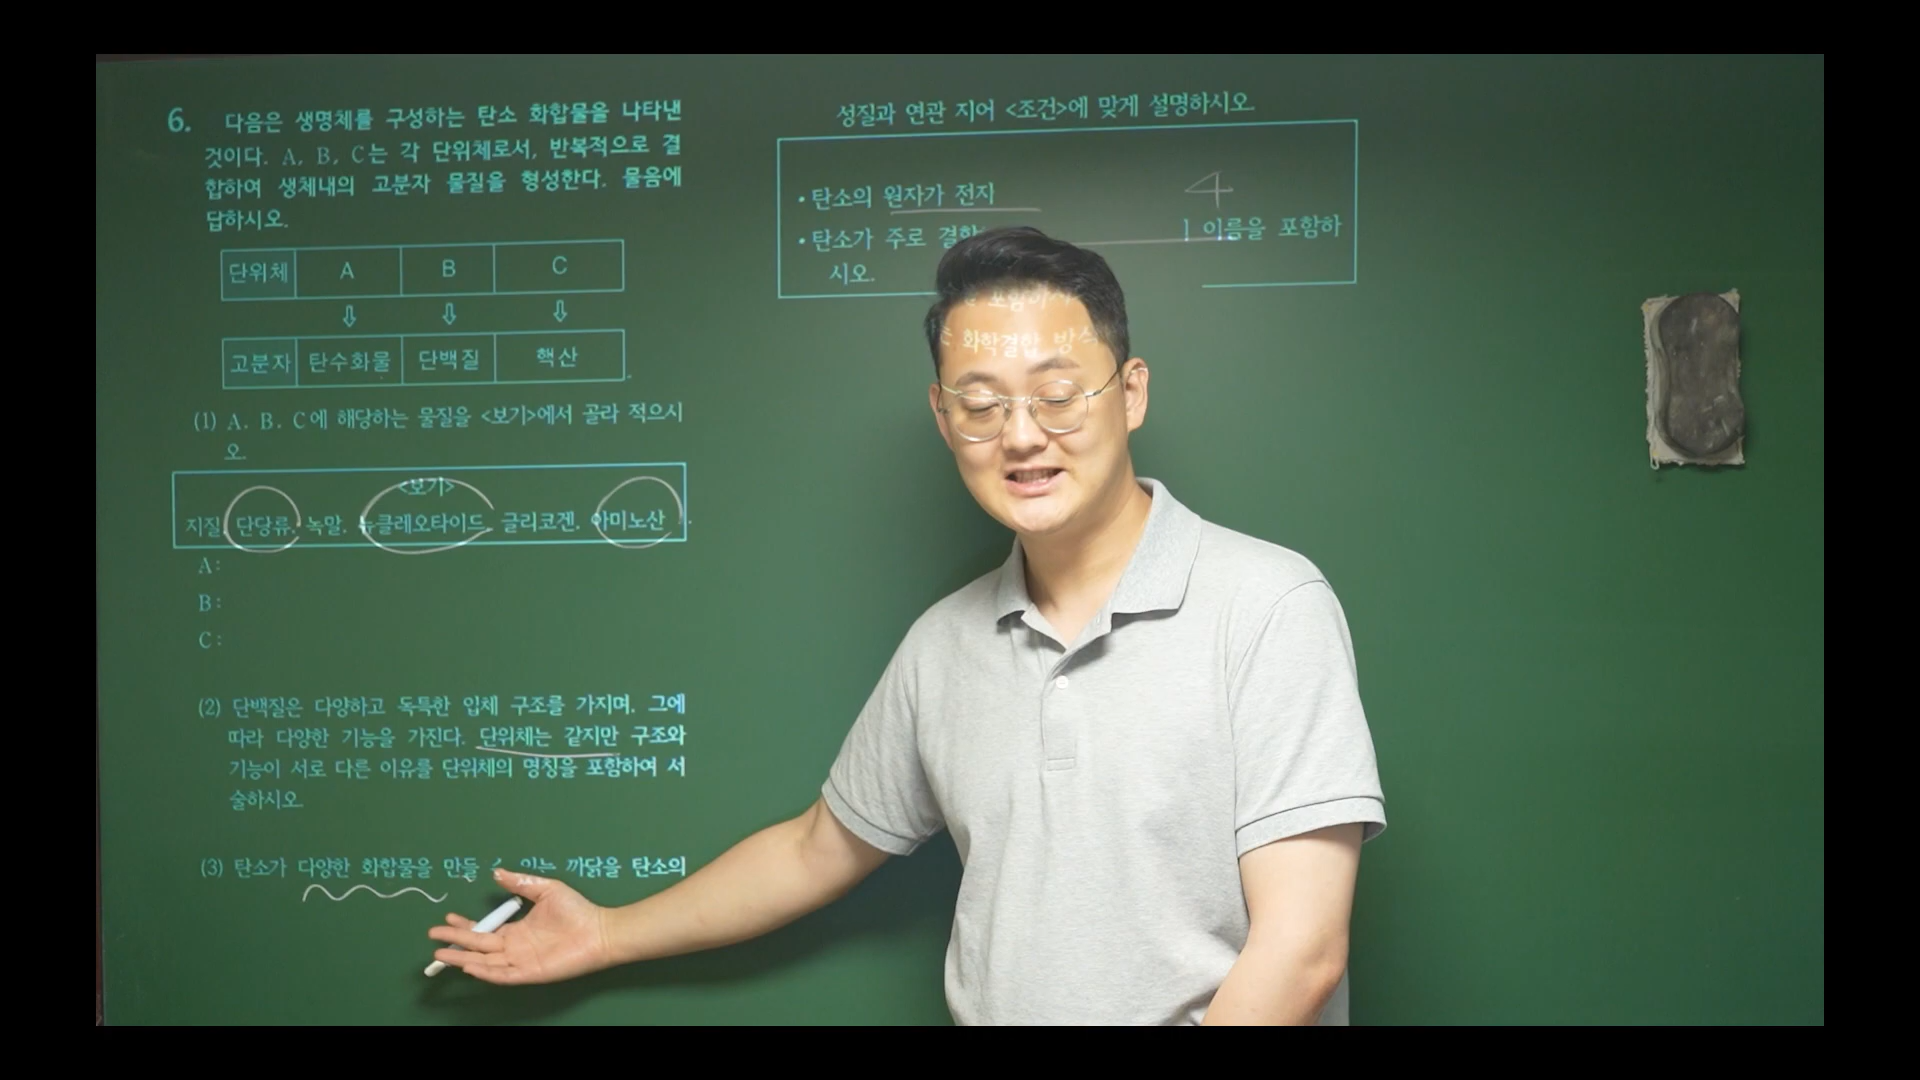 6. 다음은 생명체를 구성하는 탄소 화합물을 나타낸
것이다. A, B, C는 각 단위체로서, 반복적으로 결
합하여 생체내의 고분자 물질을 형성한다. 물음에
답하시오.
단위체 A B C
⇩ ⇩ ⇩
고분자 탄수화물 단백질 핵산
(1) A, B, C에 해당하는 물질을 <보기>에서 골라 적으시
오.
<보기>
지질, 단당류, 녹말, 뉴클레오타이드, 글리코겐, 아미노산
A:
B:
C:
(2) 단백질은 다양하고 독특한 입체 구조를 가지며, 그에
따라 다양한 기능을 가진다. 단위체는 같지만 구조와
기능이 서로 다른 이유를 단위체의 명칭을 포함하여 서
술하시오.
(3) 탄소가 다양한 화합물을 만들 수 있는 까닭을 탄소의
성질과 연관 지어 <조건>에 맞게 설명하시오.
• 탄소의 원자가 전자
4
• 탄소가 주로 결합
이름을 포함하
시오.
포함하시
화학결합 방식